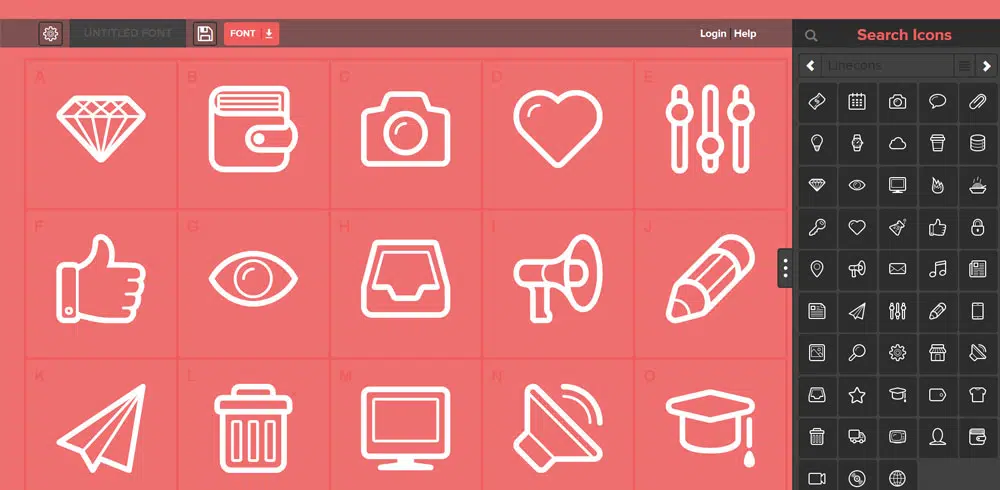 UNTITLED FONT
FONT
Login Help
Search Icons
Linecons
A B C D E
F G H I J
K L M N O